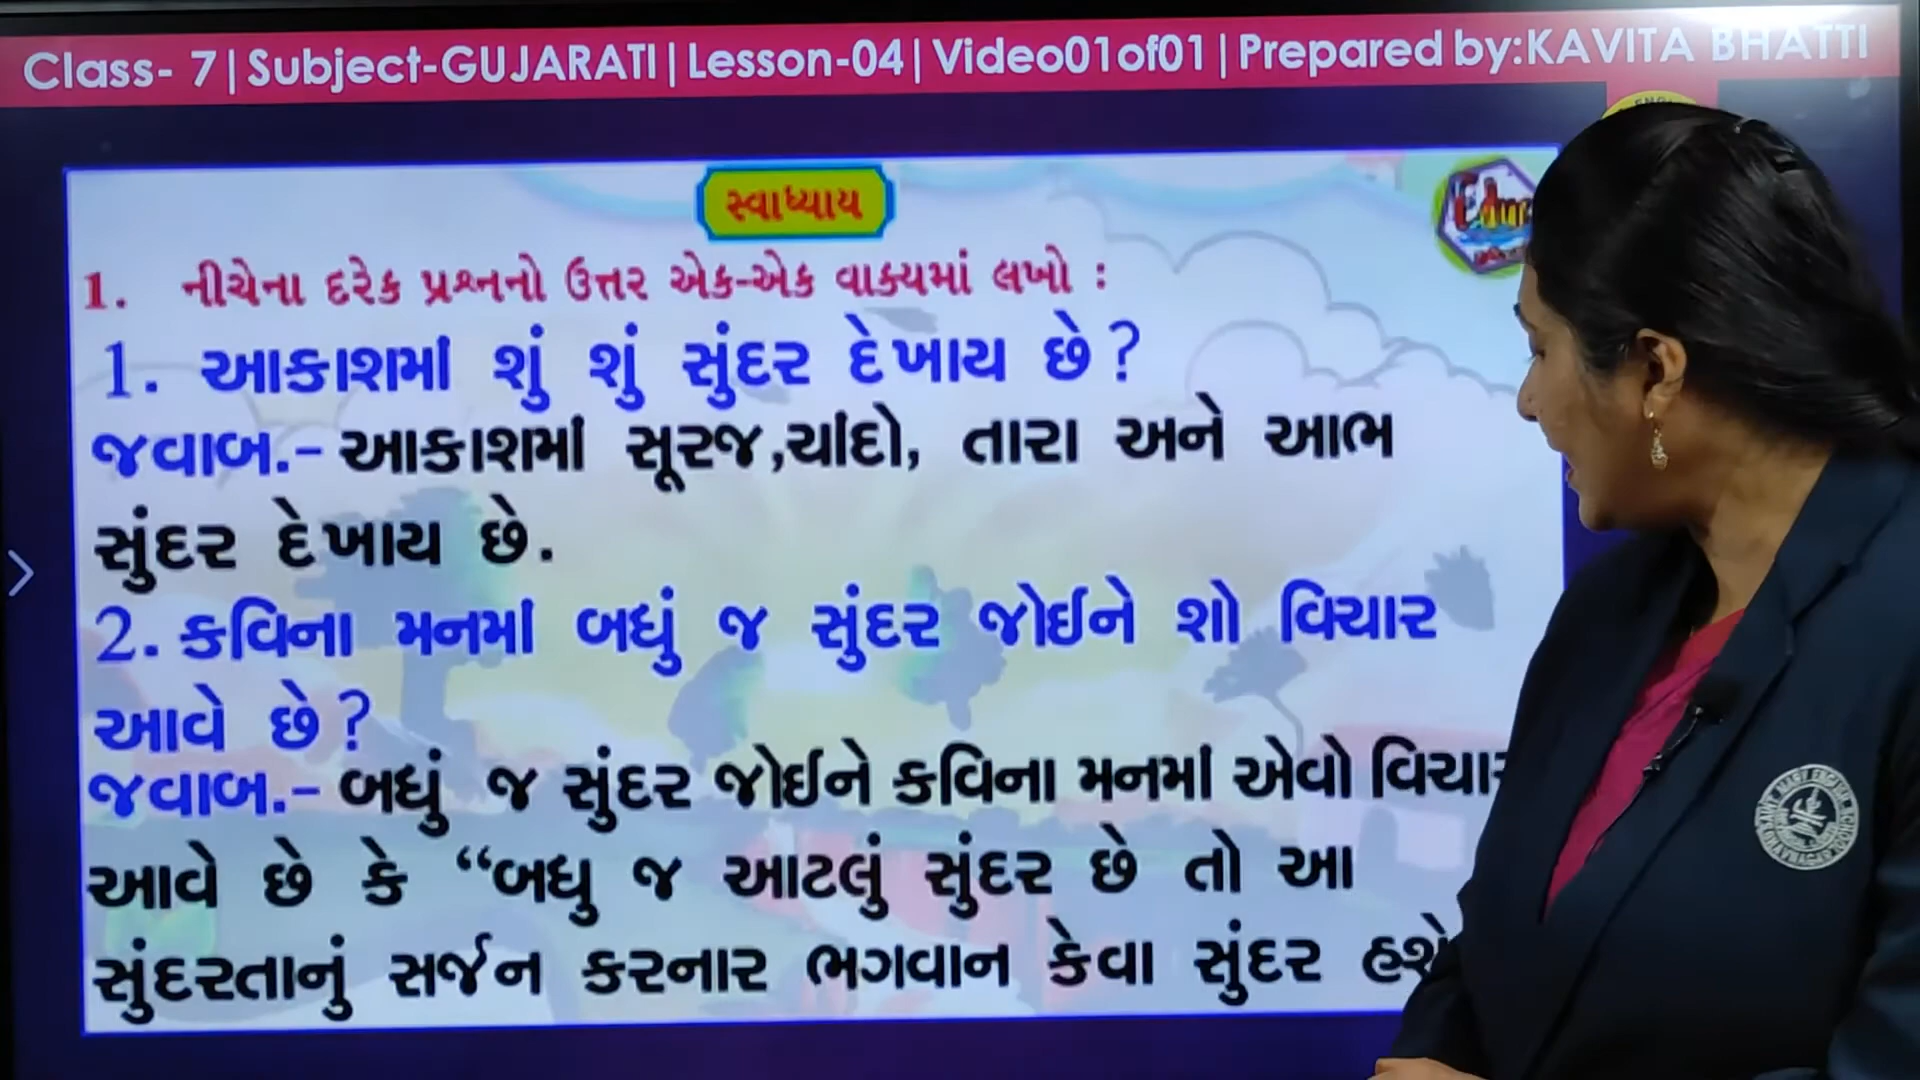 Class- 7|Subject-GUJARATI|Lesson-04|Video01of01|Prepared by:KAVITA BHATTI
સ્વાધ્યાય
1. નીચેના દરેક પ્રશ્નનો ઉત્તર એક-એક વાક્યમાં લખો :
1. આકાશમાં શું શું સુંદર દેખાય છે?
જવાબ.- આકાશમાં સૂરજ,ચાંદો, તારા અને આભ
સુંદર દેખાય છે.
2. કવિના મનમાં બધું જ સુંદર જોઈને શો વિચાર
આવે છે?
જવાબ.- બધું જ સુંદર જોઈને કવિના મનમાં એવો વિચાર
આવે છે કે “બધુ જ આટલું સુંદર છે તો આ
સુંદરતાનું સર્જન કરનાર ભગવાન કેવા સુંદર હશે